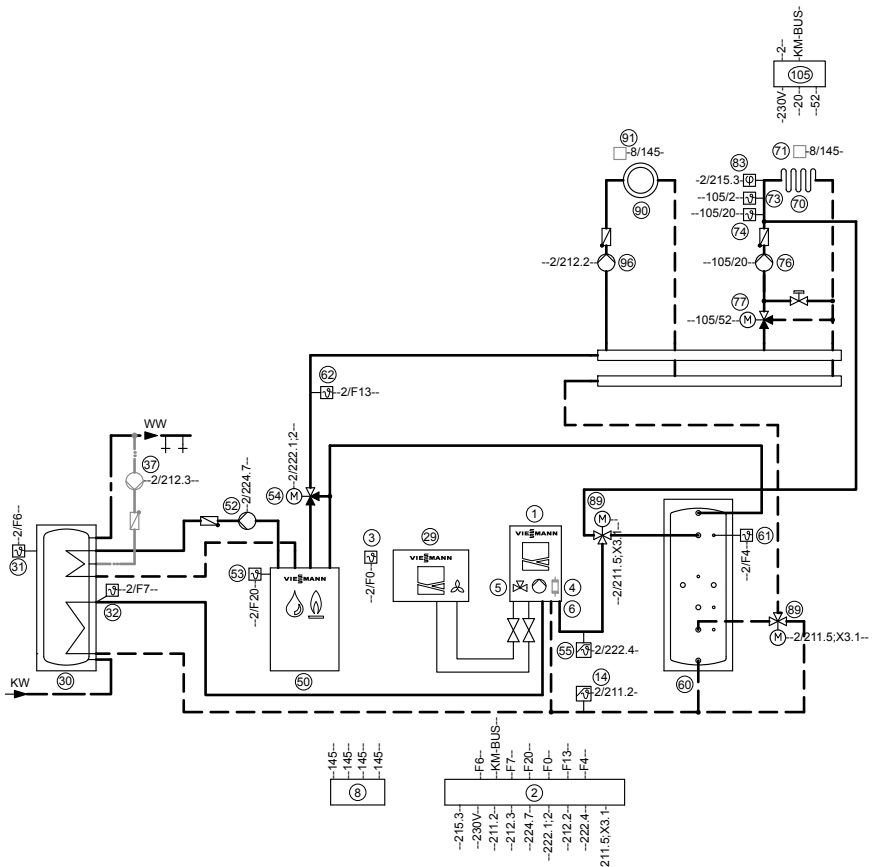 -2--
-KM-BUS-
105
-230V-
--20--
--52--
91
-8/145-
90
83
71
-8/145-
-2/215.3-
73
70
--105/2--
--105/20--
74
--2/212.2--
96
--105/20--
76
77
--105/52--
M
62
--2/F13--
WW
37
--2/212.3--
--2/224.7--
--2/222.1;2--
54
M
52
--2/F6--
31
--2/F7--
32
53
--2/F20--
VIESMANN
3
--2/F0--
29
VIESMANN
1
VIESMANN
5
4
6
89
M
--2/211.5;X3.1--
61
--2/F4--
89
M
--2/211.5;X3.1--
55
--2/222.4-
14
--2/211.2-
KW
30
50
60
--145--
--145--
--145--
--145--
8
--F6--
--KM-BUS--
--F7--
--F20--
--F0--
--F13--
--F4--
2
--215.3--
--230V--
--211.2--
--212.3--
--224.7--
--222.1;2--
--212.2--
--222.4--
211.5;X3.1-